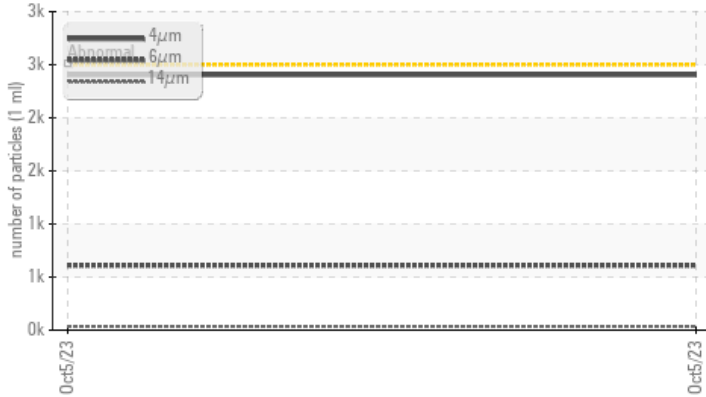 number of particles (1 ml)
3k
3k
2k
2k
1k
1k
0k
4µm
Abnormal
6µm
14µm
Oct5/23
Oct5/23